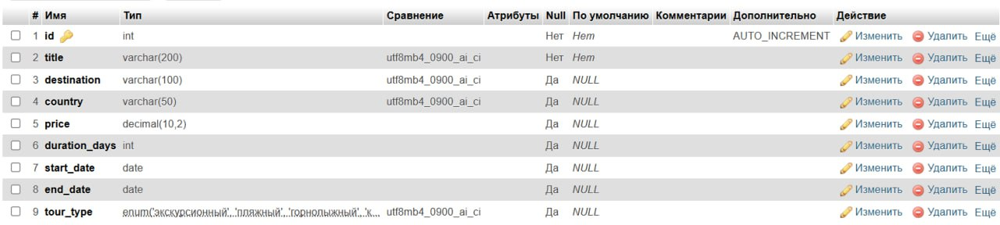 # Имя Тип Сравнение Атрибуты Null По умолчанию Комментарии Дополнительно Действие
1 id int Нет Нет AUTO_INCREMENT Изменить Удалить Ещё
2 title varchar(200) utf8mb4_0900_ai_ci Нет Нет Изменить Удалить Ещё
3 destination varchar(100) utf8mb4_0900_ai_ci Да NULL Изменить Удалить Ещё
4 country varchar(50) utf8mb4_0900_ai_ci Да NULL Изменить Удалить Ещё
5 price decimal(10,2) Да NULL Изменить Удалить Ещё
6 duration_days int Да NULL Изменить Удалить Ещё
7 start_date date Да NULL Изменить Удалить Ещё
8 end_date date Да NULL Изменить Удалить Ещё
9 tour_type enum('экскурсионный', 'пляжный', 'горнолыжный', 'к... utf8mb4_0900_ai_ci Да NULL Изменить Удалить Ещё